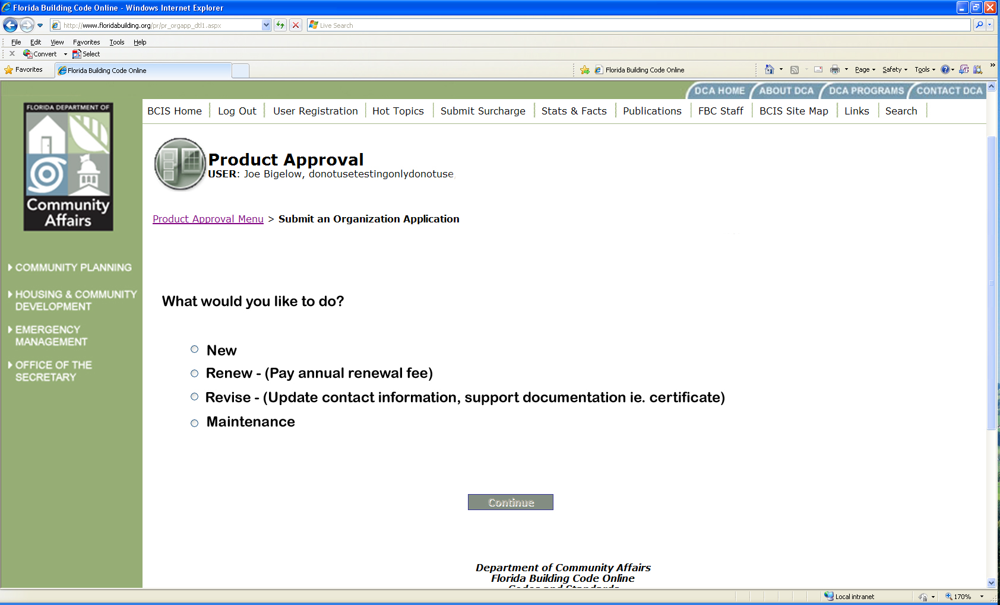 Florida Building Code Online - Windows Internet Explorer
http://www.floridabuilding.org/pr/pr_orgapp_dtl1.aspx
Live Search
File Edit View Favorites Tools Help
Convert Select
Favorites
Florida Building Code Online
Florida Building Code Online
Page Safety Tools
DCA HOME ABOUT DCA DCA PROGRAMS CONTACT DCA
FLORIDA DEPARTMENT OF
Community
Affairs
BCIS Home Log Out User Registration Hot Topics Submit Surcharge Stats & Facts Publications FBC Staff BCIS Site Map Links Search
Product Approval
USER: Joe Bigelow, donotusetestingonlydonotuse
Product Approval Menu > Submit an Organization Application
COMMUNITY PLANNING
HOUSING & COMMUNITY
DEVELOPMENT
EMERGENCY
MANAGEMENT
OFFICE OF THE
SECRETARY
What would you like to do?
New
Renew - (Pay annual renewal fee)
Revise - (Update contact information, support documentation ie. certificate)
Maintenance
Continue
Department of Community Affairs
Florida Building Code Online
Codes and Standards
Local intranet
170%